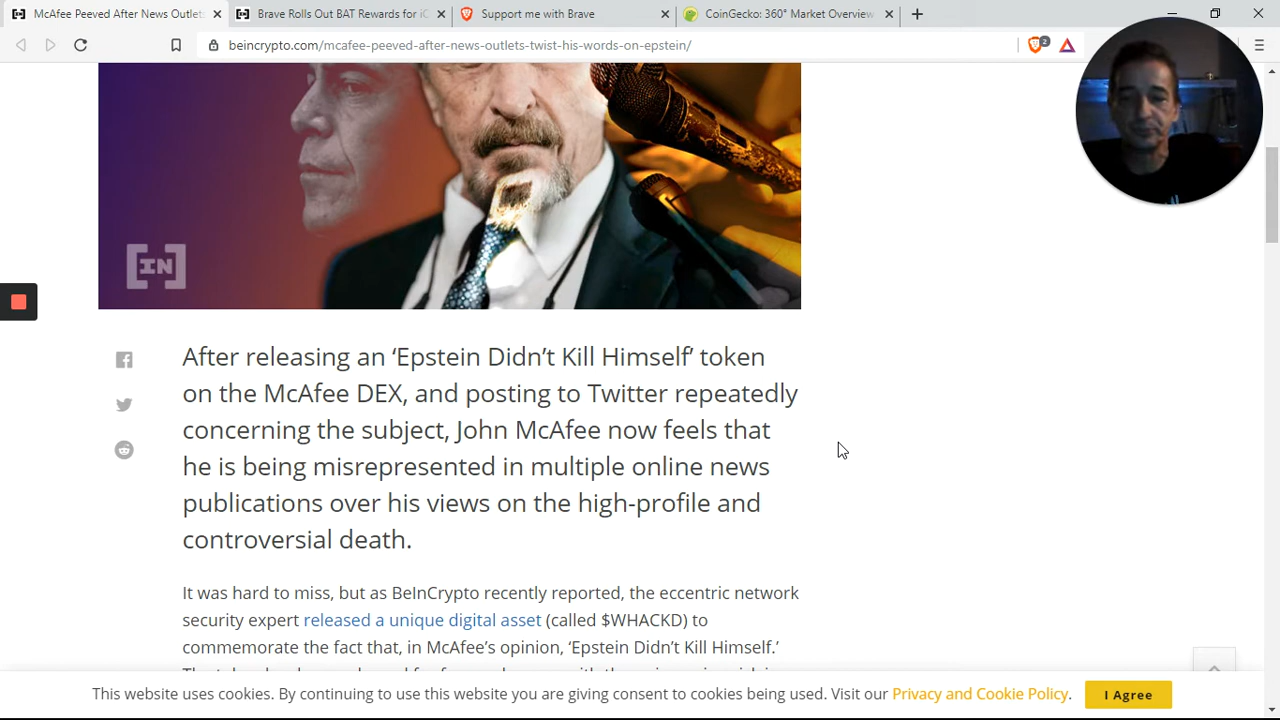 McAfee Peeved After News Outlets
Brave Rolls Out BAT Rewards for iO
Support me with Brave
CoinGecko: 360° Market Overview
beincrypto.com/mcafee-peeved-after-news-outlets-twist-his-words-on-epstein/
2
[IN]
After releasing an ‘Epstein Didn’t Kill Himself’ token
on the McAfee DEX, and posting to Twitter repeatedly
concerning the subject, John McAfee now feels that
he is being misrepresented in multiple online news
publications over his views on the high-profile and
controversial death.
It was hard to miss, but as BeInCrypto recently reported, the eccentric network
security expert released a unique digital asset (called $WHACKD) to
commemorate the fact that, in McAfee’s opinion, ‘Epstein Didn’t Kill Himself.’
This website uses cookies. By continuing to use this website you are giving consent to cookies being used. Visit our Privacy and Cookie Policy.
I Agree